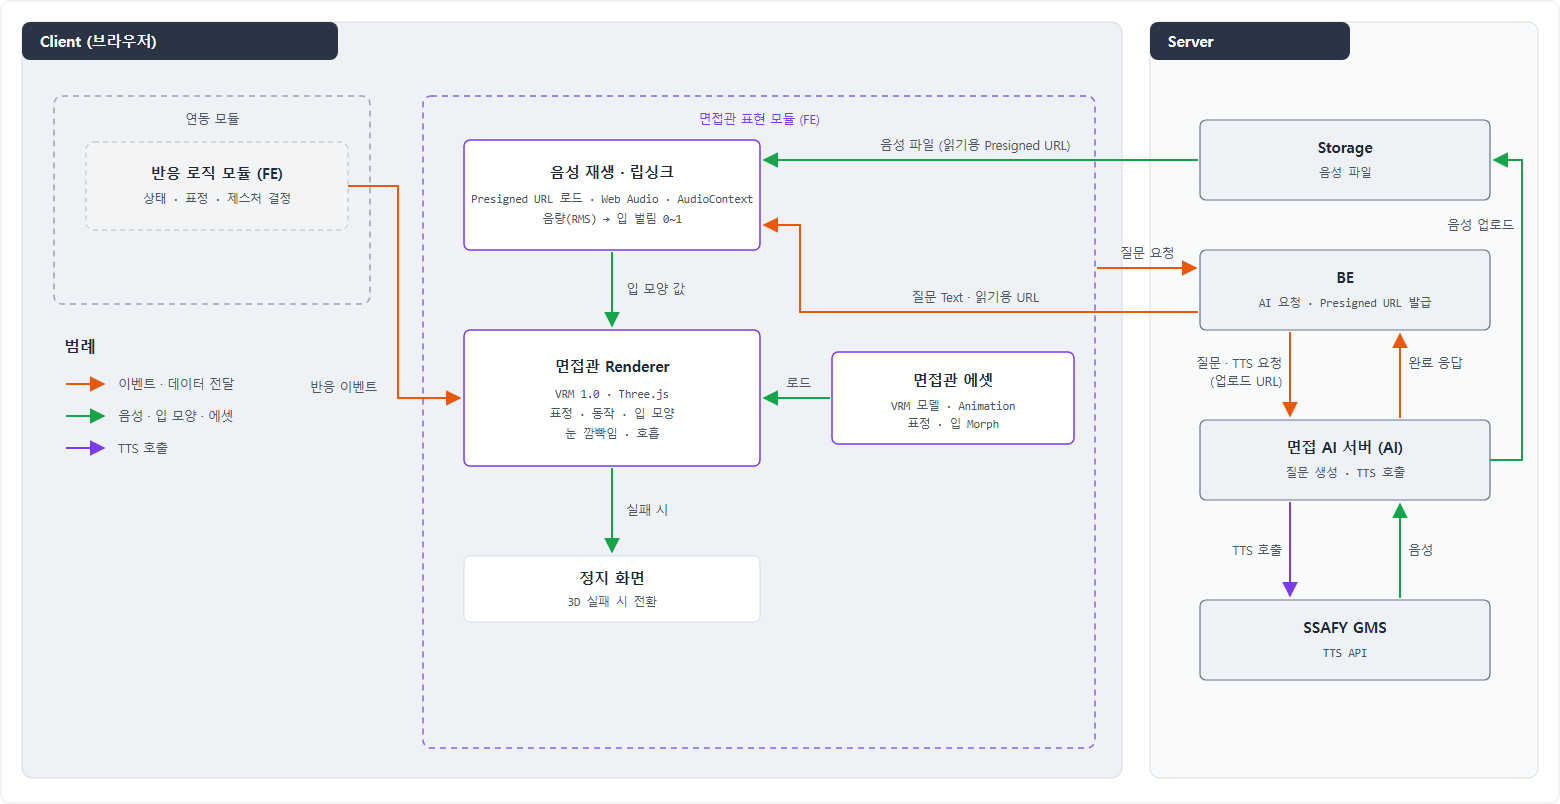 Client (브라우저)
연동 모듈
반응 로직 모듈 (FE)
상태 · 표정 · 제스처 결정
범례
이벤트 · 데이터 전달
음성 · 입 모양 · 에셋
TTS 호출
반응 이벤트
면접관 표현 모듈 (FE)
음성 재생 · 립싱크
Presigned URL 로드 · Web Audio · AudioContext
음량(RMS) → 입 벌림 0~1
입 모양 값
면접관 Renderer
VRM 1.0 · Three.js
표정 · 동작 · 입 모양
눈 깜빡임 · 호흡
로드
면접관 에셋
VRM 모델 · Animation
표정 · 입 Morph
실패 시
정지 화면
3D 실패 시 전환
음성 파일 (읽기용 Presigned URL)
질문 요청
질문 Text · 읽기용 URL
Server
Storage
음성 파일
음성 업로드
BE
AI 요청 · Presigned URL 발급
질문 · TTS 요청
(업로드 URL)
완료 응답
면접 AI 서버 (AI)
질문 생성 · TTS 호출
TTS 호출
음성
SSAFY GMS
TTS API